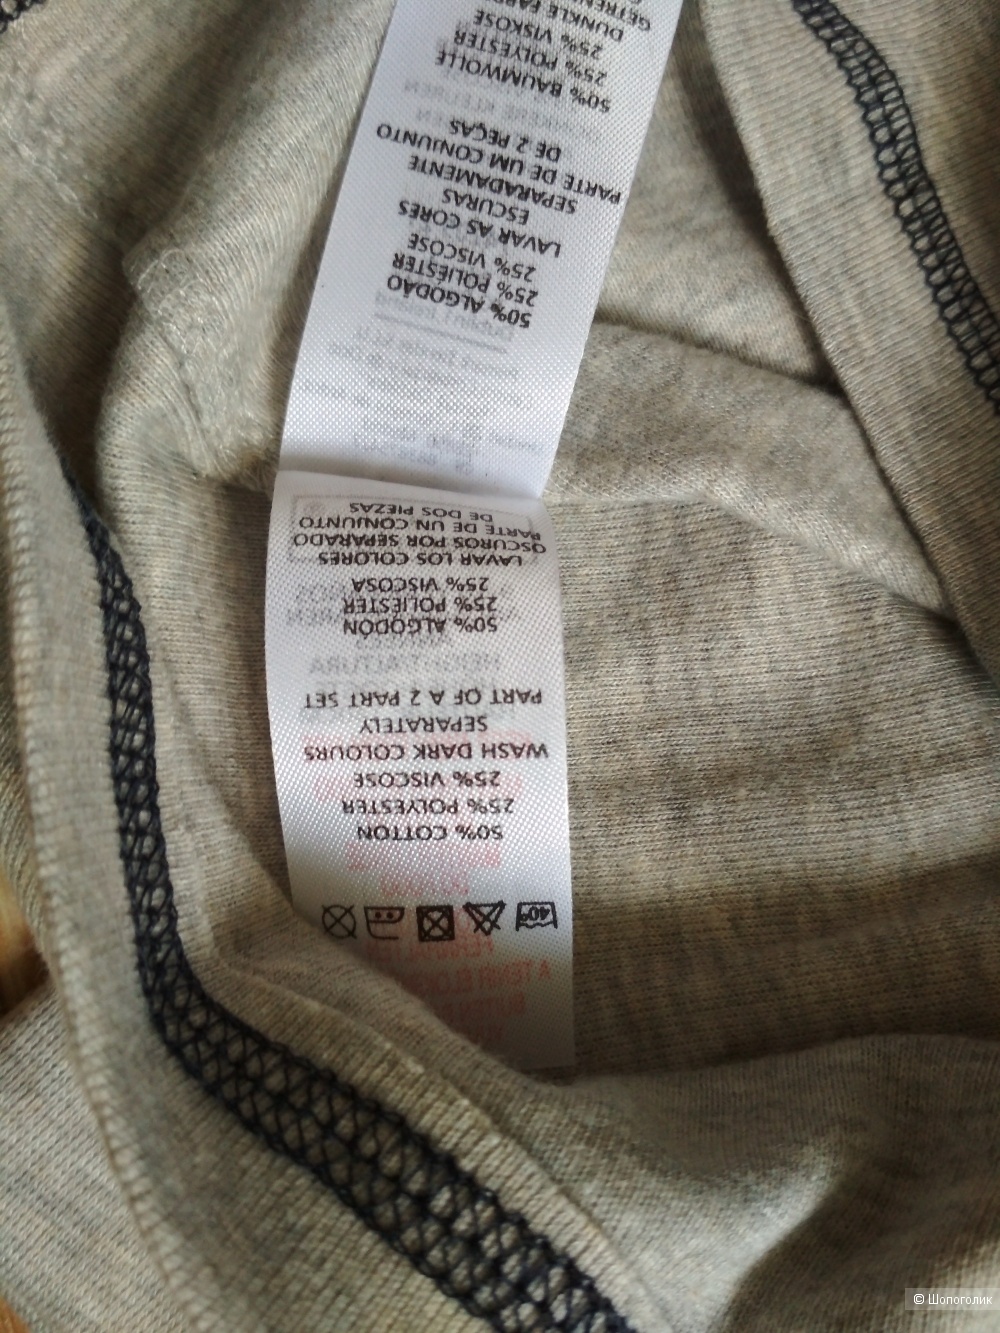 40°
50% COTTON
25% POLYESTER
25% VISCOSE
WASH DARK COLOURS
SEPARATELY
PART OF A 2 PART SET
50% ALGODÓN
25% POLIESTER
25% VISCOSA
LAVAR LOS COLORES
OSCUROS POR SEPARADO
PARTE DE UN CONJUNTO
DE DOS PIEZAS
50% ALGODÃO
25% POLIÉSTER
25% VISCOSE
LAVAR AS CORES
ESCURAS
SEPARADAMENTE
PARTE DE UM CONJUNTO
DE 2 PEÇAS
50% BAUMWOLLE
25% POLYESTER
25% VISKOSE
DUNKLE
© Шопоголик